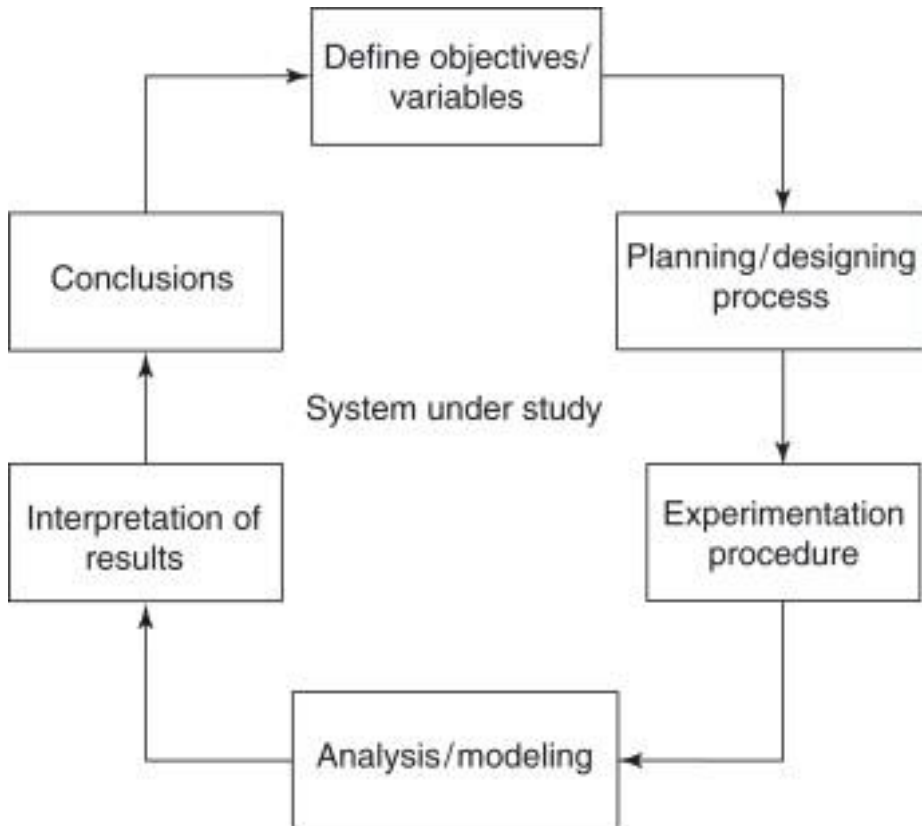 Define objectives/
variables
Planning/designing
process
Experimentation
procedure
Analysis/modeling
Interpretation of
results
Conclusions
System under study